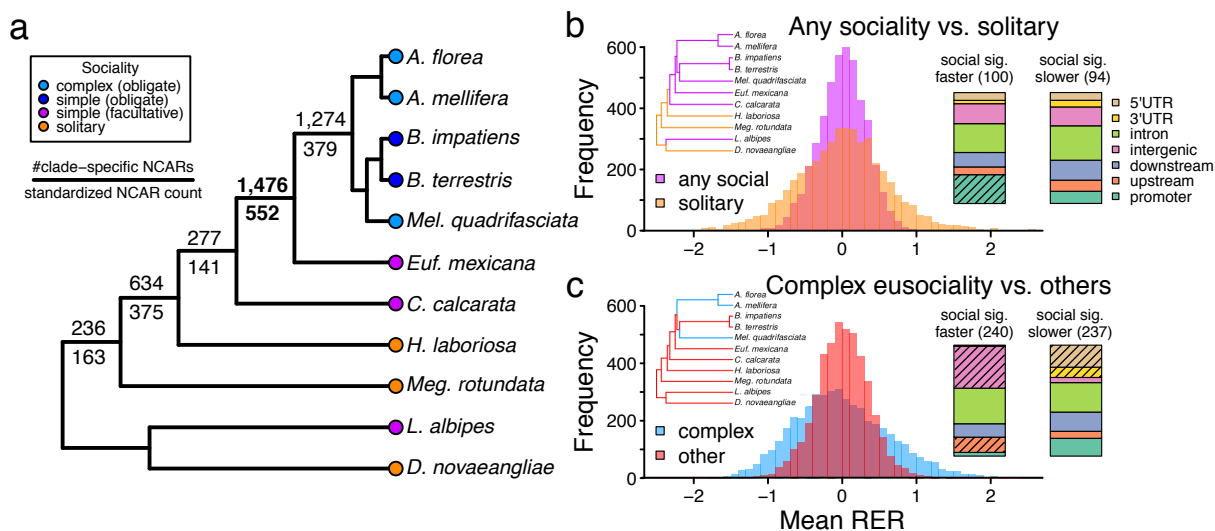 a
Sociality
complex (obligate)
simple (obligate)
simple (facultative)
solitary
#clade-specific NCARs
standardized NCAR count
1,274
379
1,476
552
277
141
634
375
236
163
A. florea
A. mellifera
B. impatiens
B. terrestris
Mel. quadrifasciata
Euf. mexicana
C. calcarata
H. laboriosa
Meg. rotundata
L. albipes
D. novaeangliae
b
Any sociality vs. solitary
Frequency
600
400
200
0
A. florea
A. mellifera
B. impatiens
B. terrestris
Mel. quadrifasciata
Euf. mexicana
C. calcarata
H. laboriosa
Meg. rotundata
L. albipes
D. novaeangliae
any social
solitary
social sig.
faster (100)
social sig.
slower (94)
5'UTR
3'UTR
intron
intergenic
downstream
upstream
promoter
−2
−1
0
1
2
c
Complex eusociality vs. others
Frequency
600
400
200
0
A. florea
A. mellifera
B. impatiens
B. terrestris
Mel. quadrifasciata
Euf. mexicana
C. calcarata
H. laboriosa
Meg. rotundata
L. albipes
D. novaeangliae
complex
other
social sig.
faster (240)
social sig.
slower (237)
−2
−1
0
1
2
Mean RER